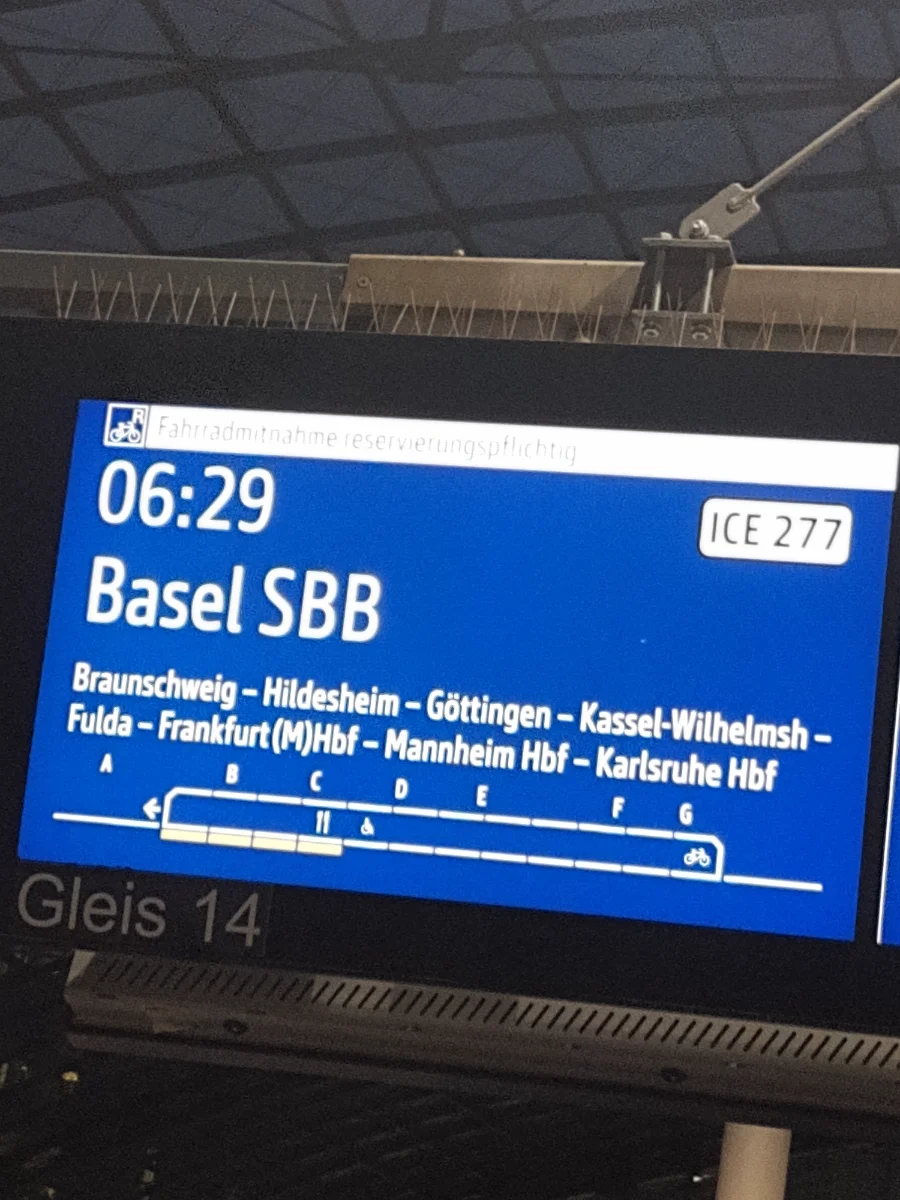 R Fahrradmitnahme reservierungspflichtig
06:29
ICE 277
Basel SBB
Braunschweig – Hildesheim – Göttingen – Kassel-Wilhelmsh –
Fulda – Frankfurt(M)Hbf – Mannheim Hbf – Karlsruhe Hbf
A B C D E F G
Gleis 14